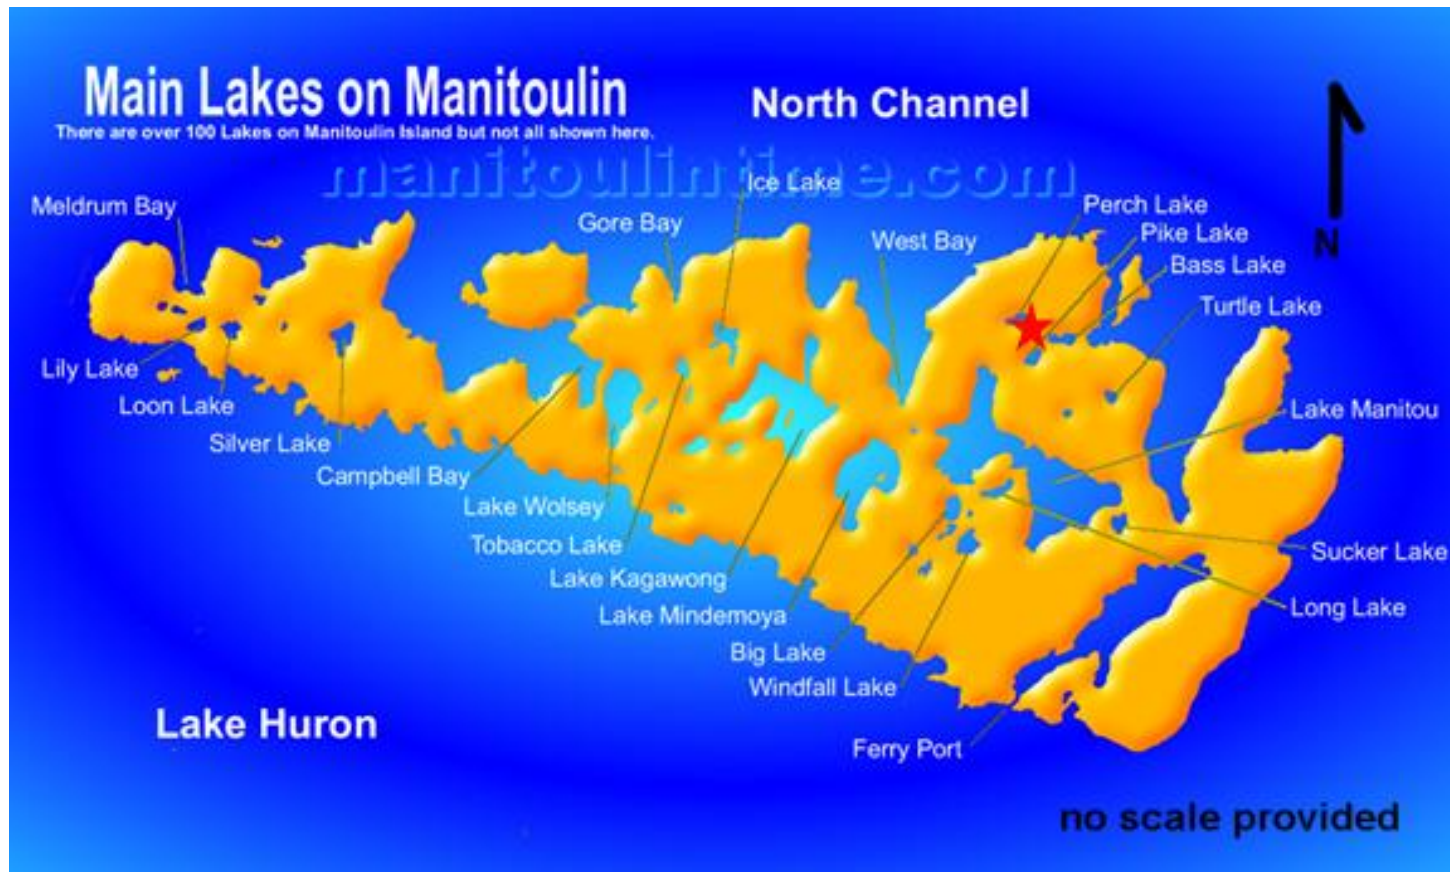 Main Lakes on Manitoulin
There are over 100 Lakes on Manitoulin Island but not all shown here.
North Channel
manitoulintime.com
Ice Lake
Meldrum Bay
Gore Bay
West Bay
Perch Lake
Pike Lake
Bass Lake
Turtle Lake
N
Lily Lake
Loon Lake
Silver Lake
Campbell Bay
Lake Wolsey
Tobacco Lake
Lake Kagawong
Lake Mindemoya
Big Lake
Windfall Lake
Ferry Port
Lake Manitou
Sucker Lake
Long Lake
Lake Huron
no scale provided